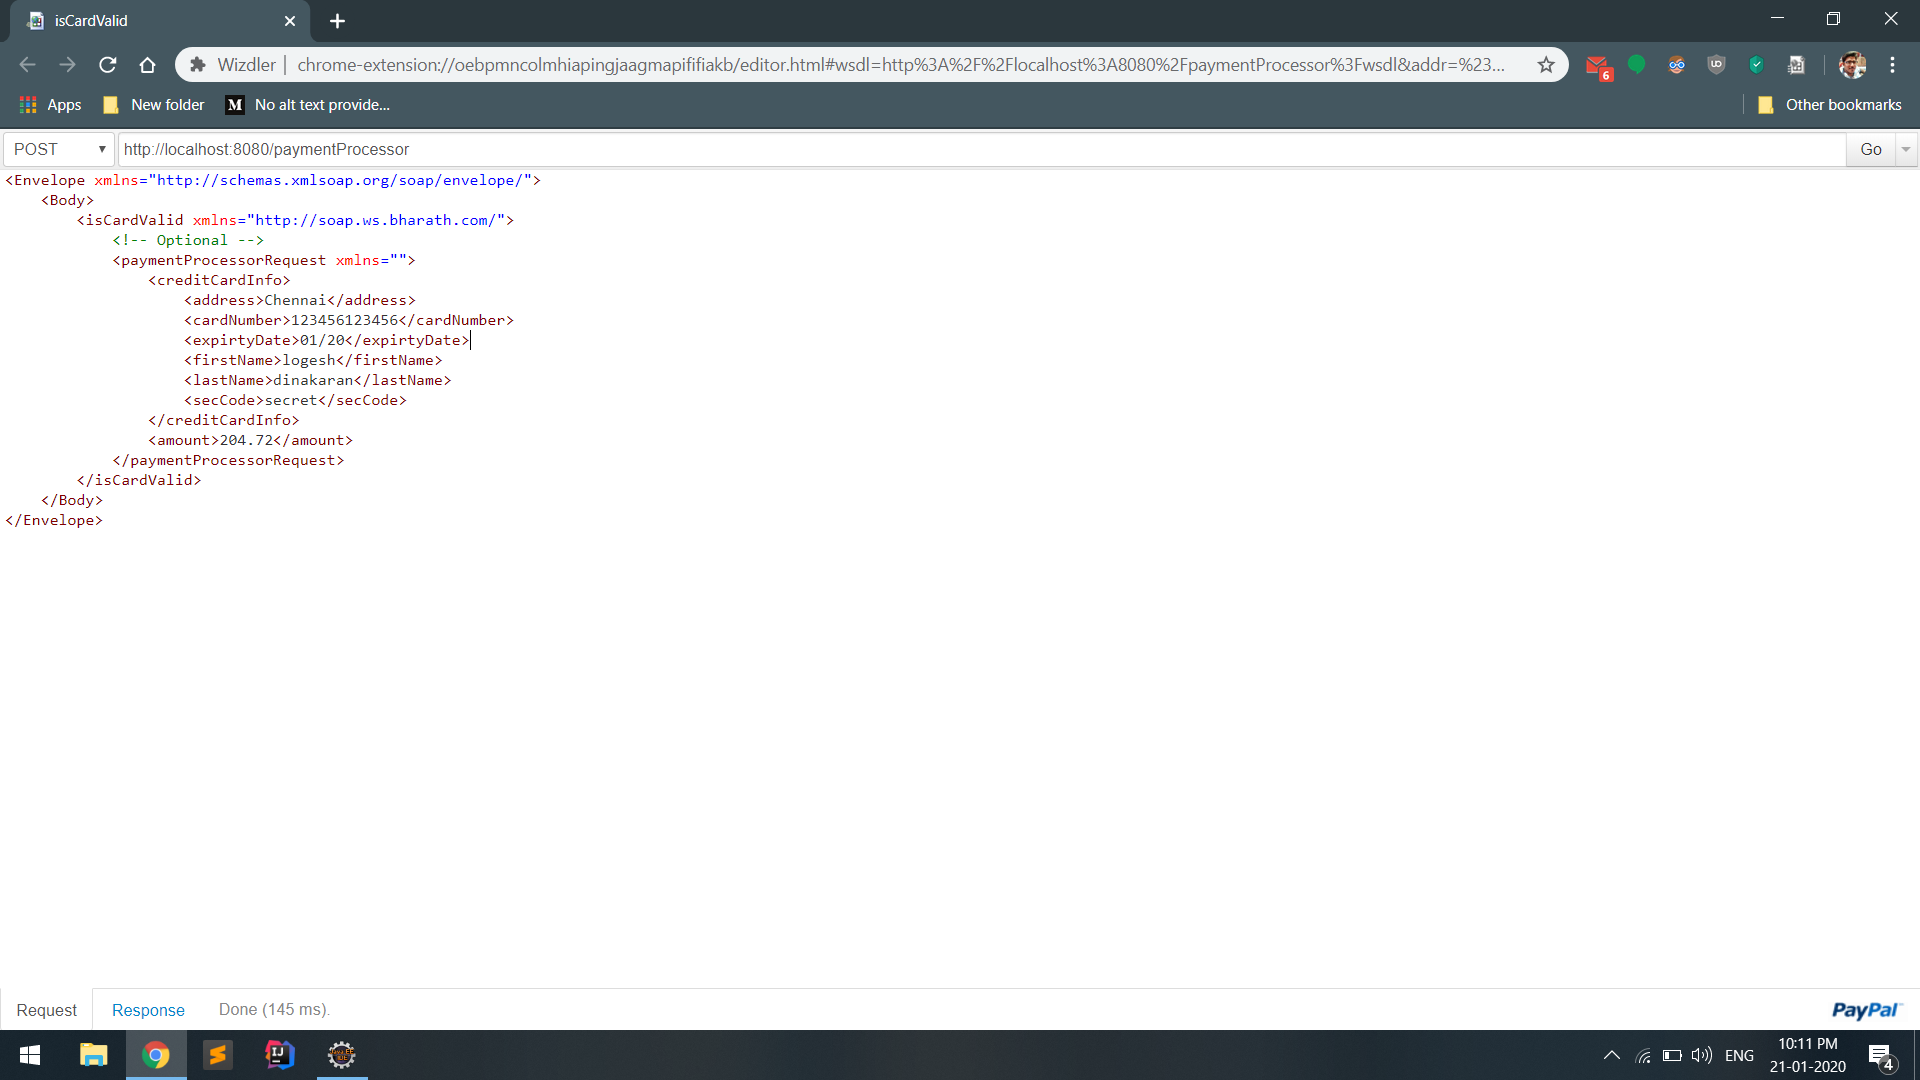 isCardValid
Wizdler | chrome-extension://oebpmncolmhiapingjaagmapififiakb/editor.html#wsdl=http%3A%2F%2Flocalhost%3A8080%2FpaymentProcessor%3Fwsdl&addr=%23...
6
Apps New folder M No alt text provide... Other bookmarks
POST http://localhost:8080/paymentProcessor Go
<Envelope xmlns="http://schemas.xmlsoap.org/soap/envelope/">
<Body>
<isCardValid xmlns="http://soap.ws.bharath.com/">
<!-- Optional -->
<paymentProcessorRequest xmlns="">
<creditCardInfo>
<address>Chennai</address>
<cardNumber>123456123456</cardNumber>
<expirtyDate>01/20</expirtyDate>
<firstName>logesh</firstName>
<lastName>dinakaran</lastName>
<secCode>secret</secCode>
</creditCardInfo>
<amount>204.72</amount>
</paymentProcessorRequest>
</isCardValid>
</Body>
</Envelope>
Request Response Done (145 ms). PayPal
ENG 10:11 PM
21-01-2020 4